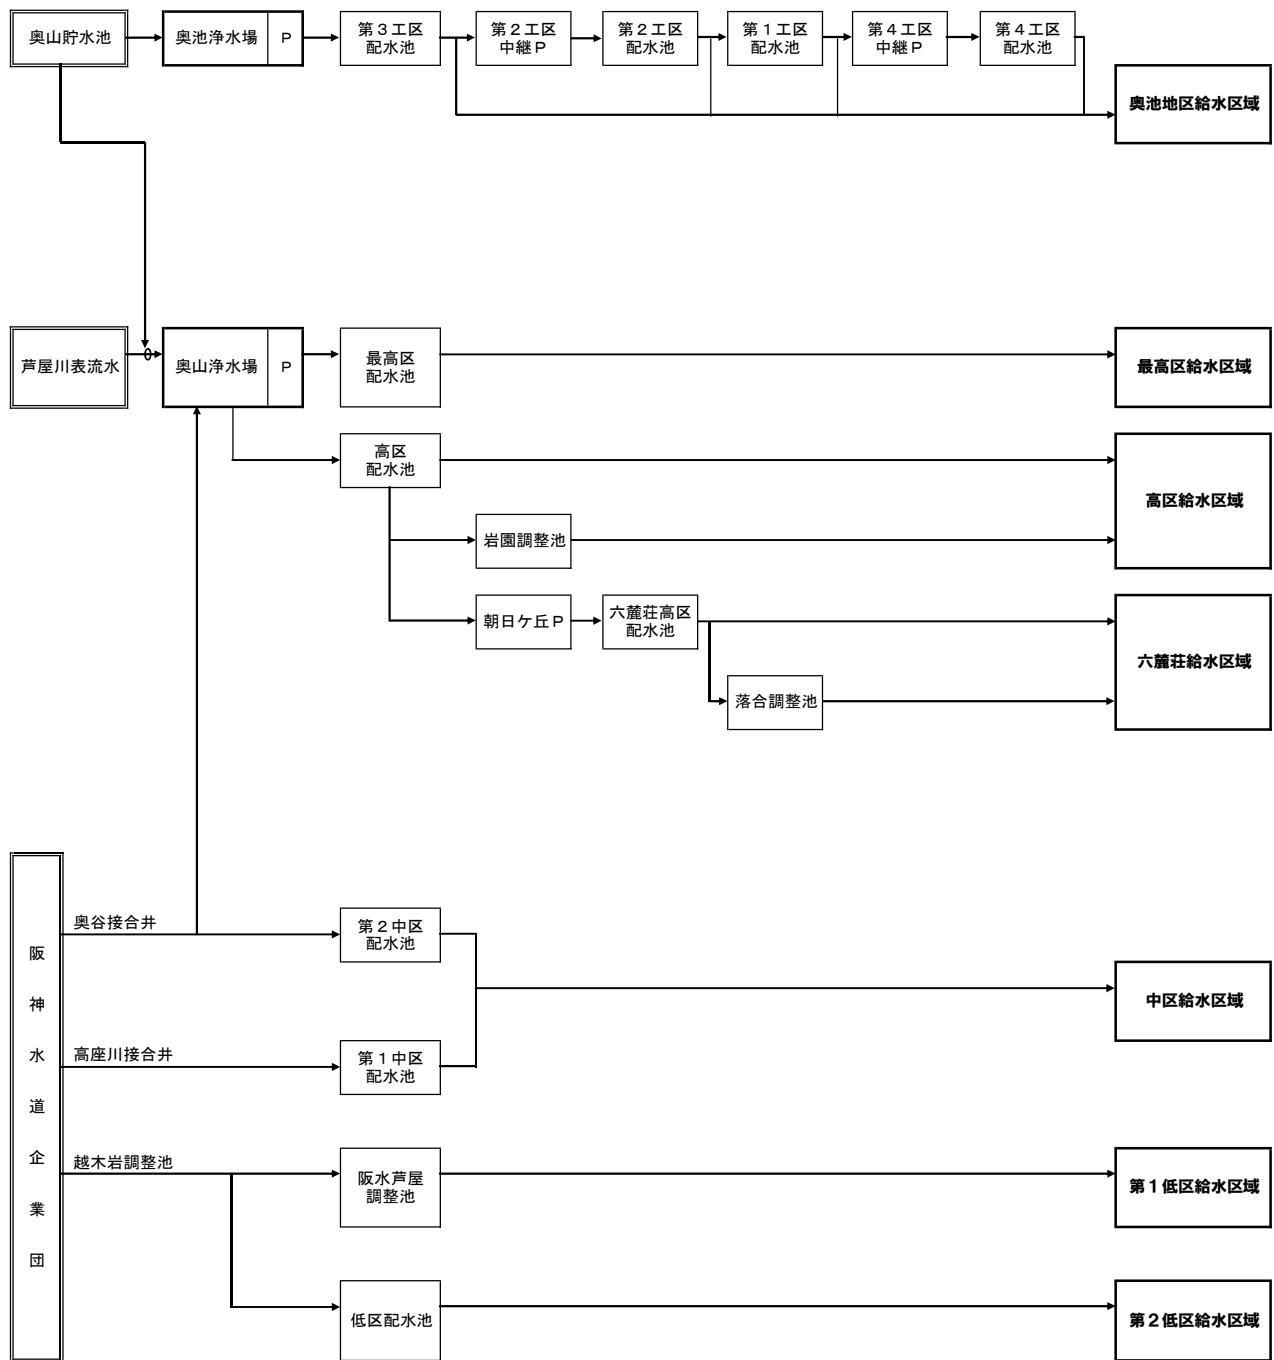 奥山貯水池
奥池浄水場
P
第3工区
配水池
第2工区
中継P
第2工区
配水池
第1工区
配水池
第4工区
中継P
第4工区
配水池
奥池地区給水区域
芦屋川表流水
奥山浄水場
P
最高区
配水池
最高区給水区域
高区
配水池
高区給水区域
岩園調整池
朝日ケ丘P
六麓荘高区
配水池
六麓荘給水区域
落合調整池
阪神水道企業団
奥谷接合井
第2中区
配水池
中区給水区域
高座川接合井
第1中区
配水池
越木岩調整池
阪水芦屋
調整池
第1低区給水区域
低区配水池
第2低区給水区域